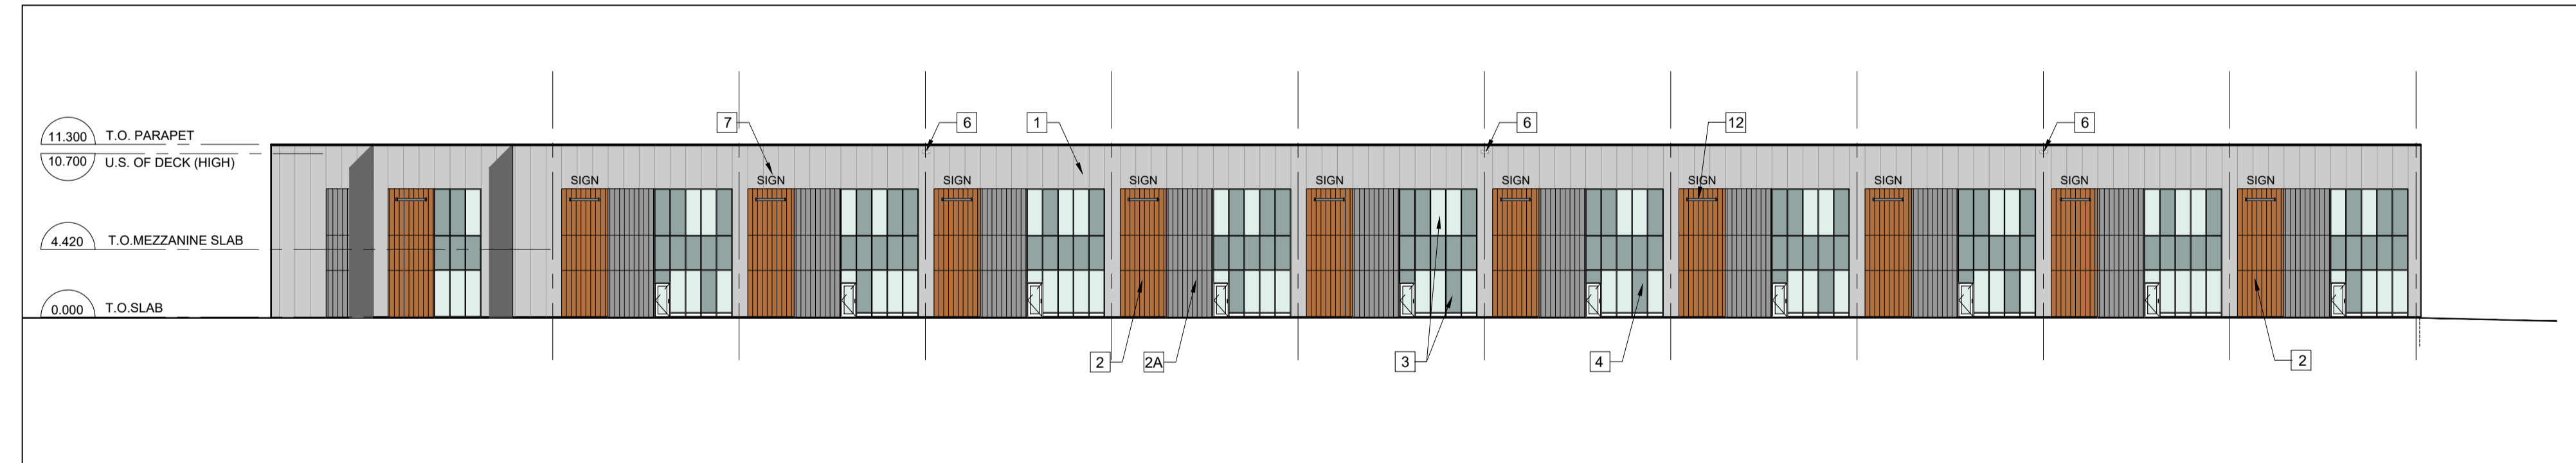 11.300 T.O. PARAPET
10.700 U.S. OF DECK (HIGH)
4.420 T.O.MEZZANINE SLAB
0.000 T.O.SLAB
7 6 1 6 12 6
SIGN SIGN SIGN SIGN SIGN SIGN SIGN SIGN SIGN SIGN
2 2A 3 4 2